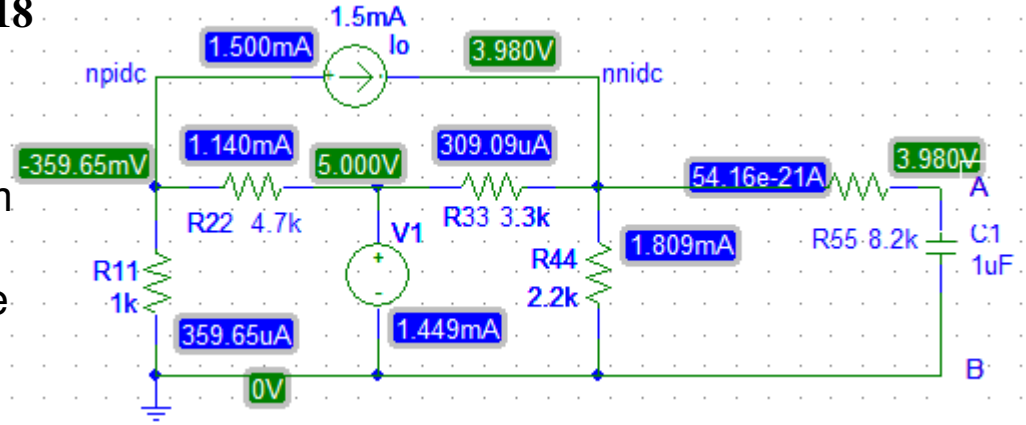 18
1.5mA
1.500mA
Io
3.980V
npidc
nnidc
-359.65mV
1.140mA
5.000V
309.09uA
54.16e-21A
3.980V
A
R22 4.7k
R33 3.3k
V1
+
-
R11
1k
R44
2.2k
1.809mA
R55 8.2k
C1
1uF
359.65uA
1.449mA
0V
B